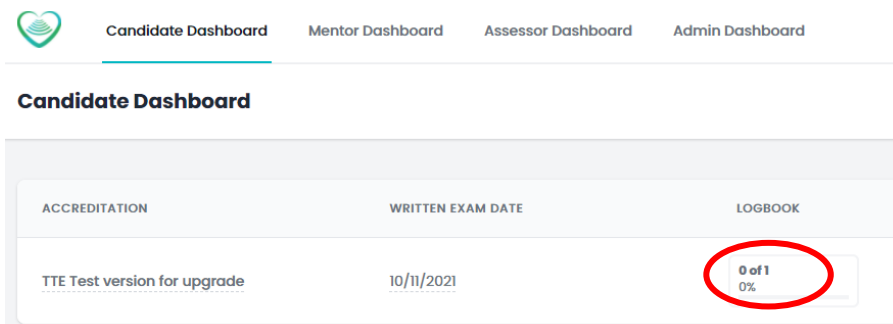 Candidate Dashboard Mentor Dashboard Assessor Dashboard Admin Dashboard
Candidate Dashboard
ACCREDITATION WRITTEN EXAM DATE LOGBOOK
TTE Test version for upgrade 10/11/2021 0 of 1
0%